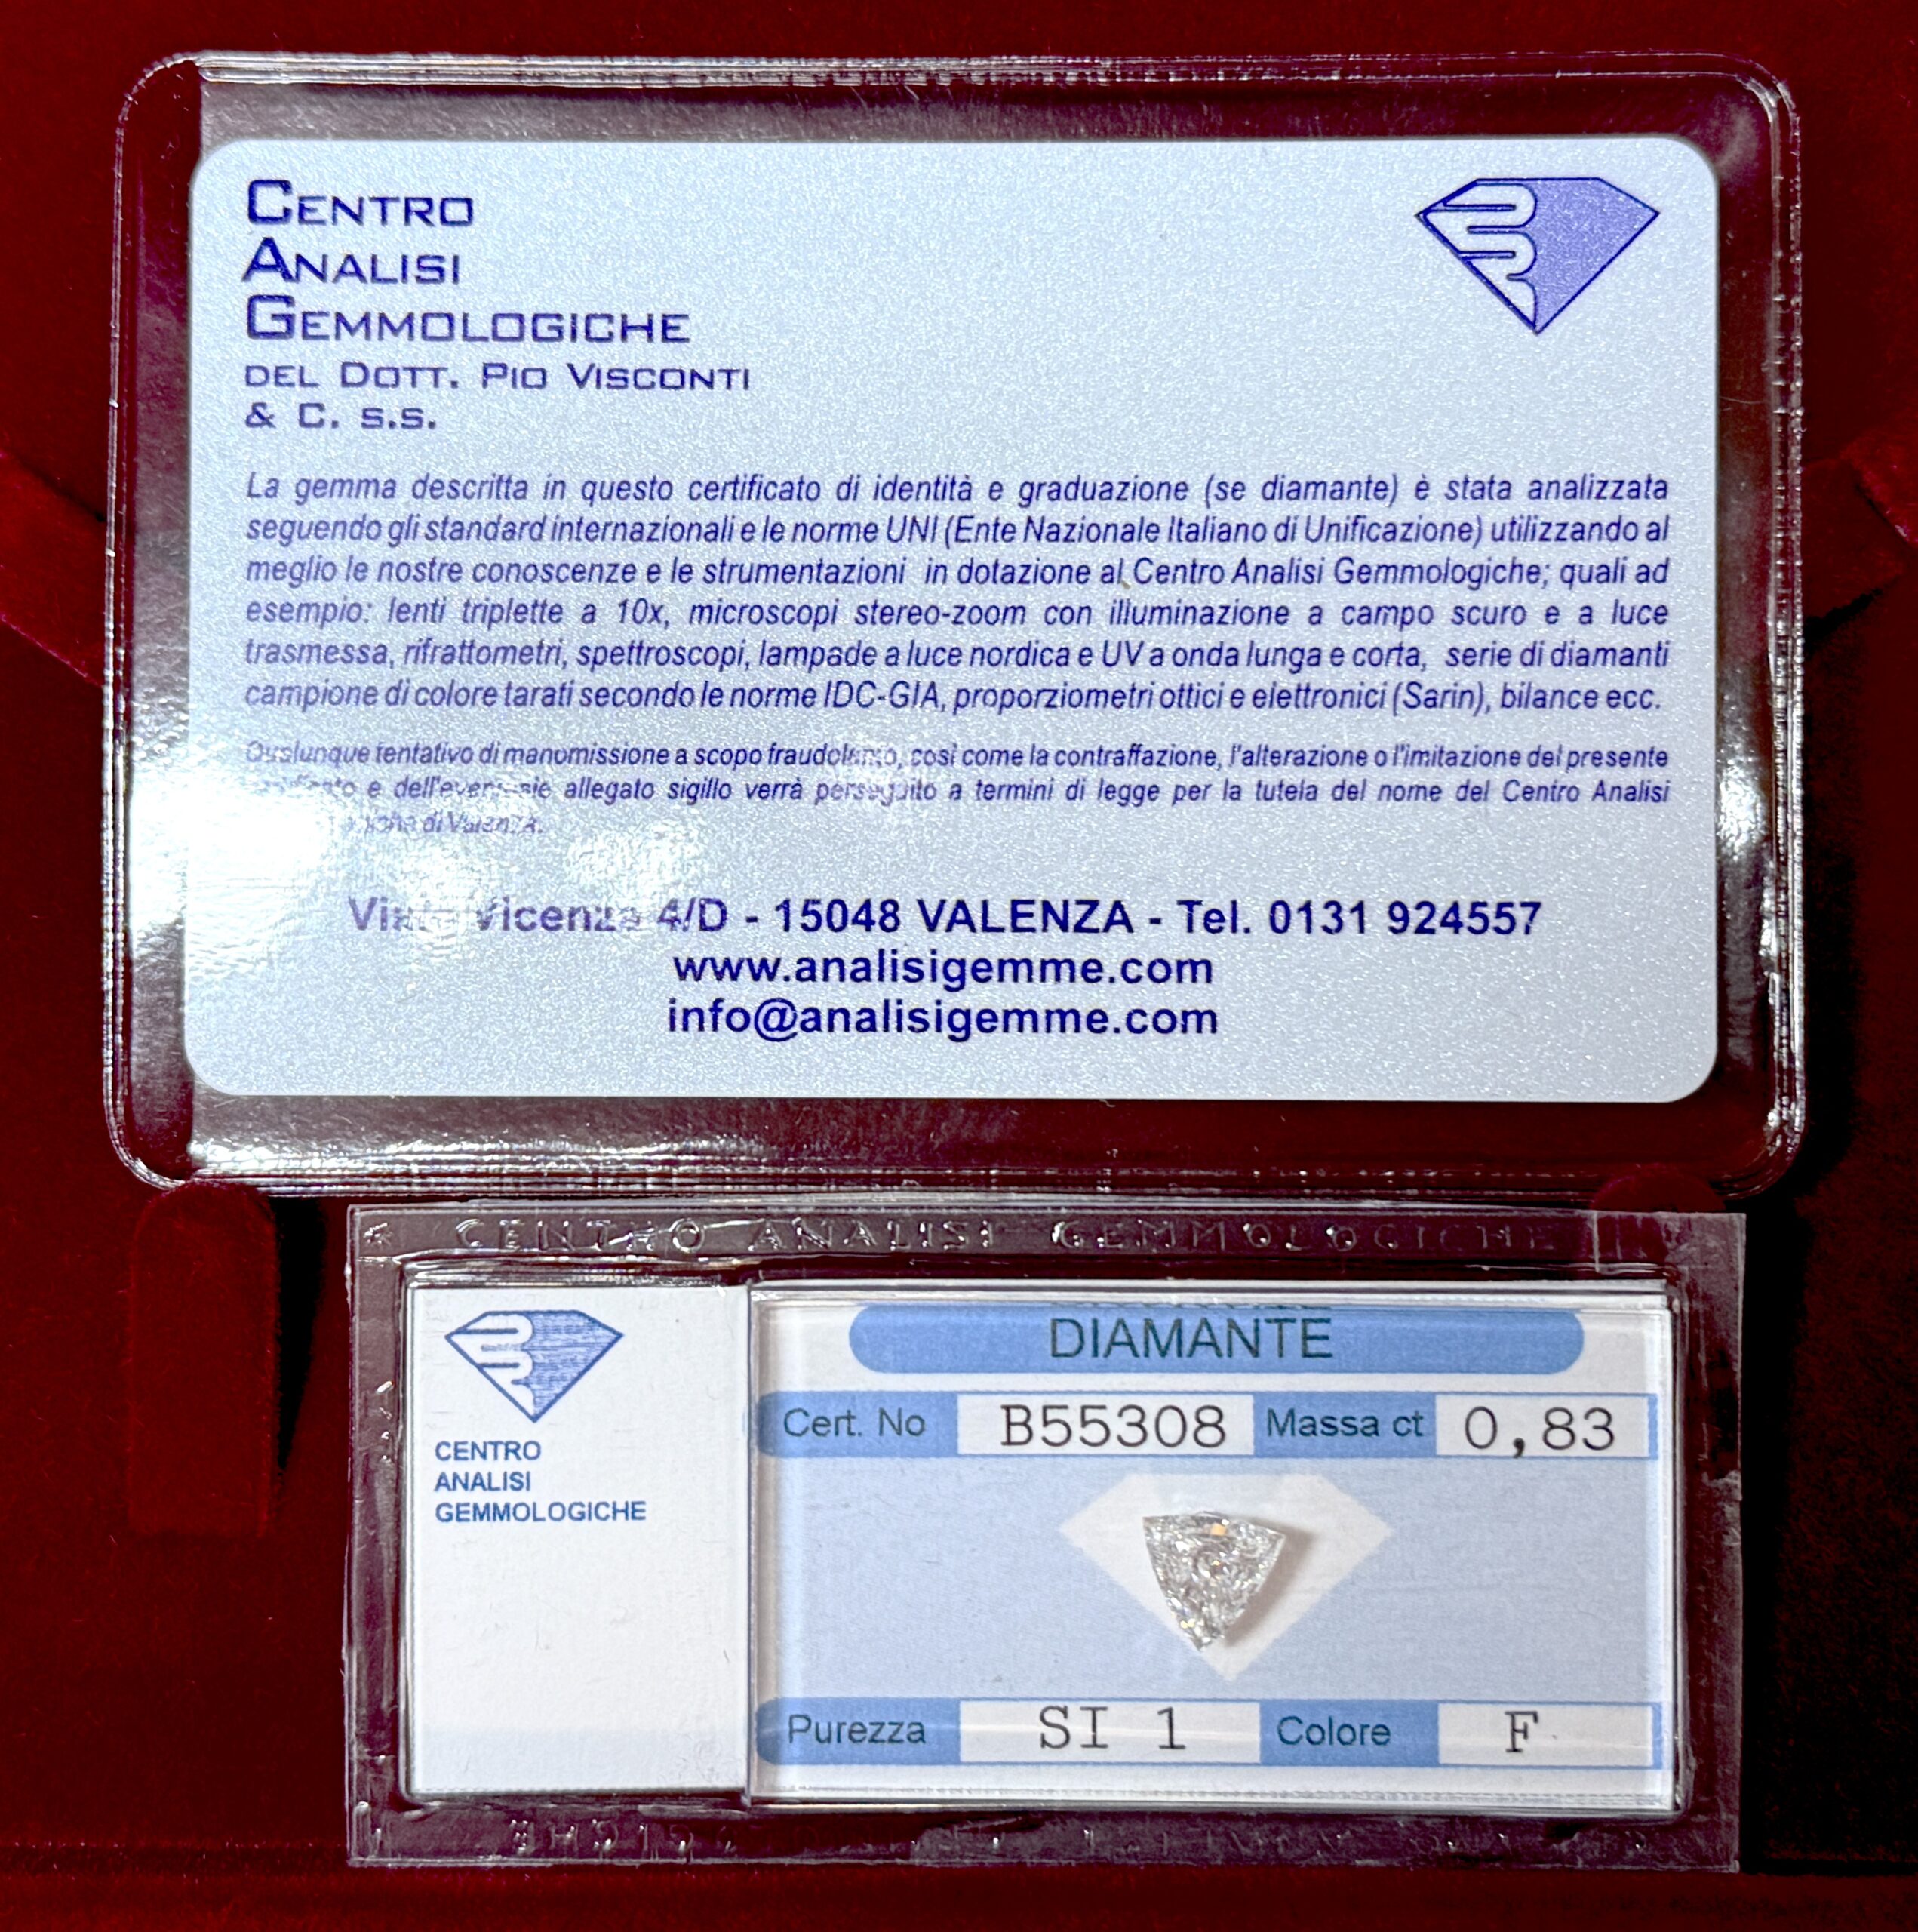 CENTRO
ANALISI
GEMMOLOGICHE
DEL DOTT. PIO VISCONTI
& C. S.S.
La gemma descritta in questo certificato di identità e graduazione (se diamante) è stata analizzata
seguendo gli standard internazionali e le norme UNI (Ente Nazionale Italiano di Unificazione) utilizzando al
meglio le nostre conoscenze e le strumentazioni in dotazione al Centro Analisi Gemmologiche; quali ad
esempio: lenti triplette a 10x, microscopi stereo-zoom con illuminazione a campo scuro e a luce
trasmessa, rifrattometri, spettroscopi, lampade a luce nordica e UV a onda lunga e corta, serie di diamanti
campione di colore tarati secondo le norme IDC-GIA, proporziometri ottici e elettronici (Sarin), bilance ecc.
Qualunque tentativo di manomissione a scopo fraudolento, così come la contraffazione, l'alterazione o l'imitazione del presente
e dell'eventuale allegato sigillo verrà perseguito a termini di legge per la tutela del nome del Centro Analisi
di Valenza.
Vicenza 4/D - 15048 VALENZA - Tel. 0131 924557
www.analisigemme.com
info@analisigemme.com
* CENTRO ANALISI GEMMOLOGICHE
CENTRO
ANALISI
GEMMOLOGICHE
DIAMANTE
Cert. No B55308 Massa ct 0,83
Purezza SI 1 Colore F